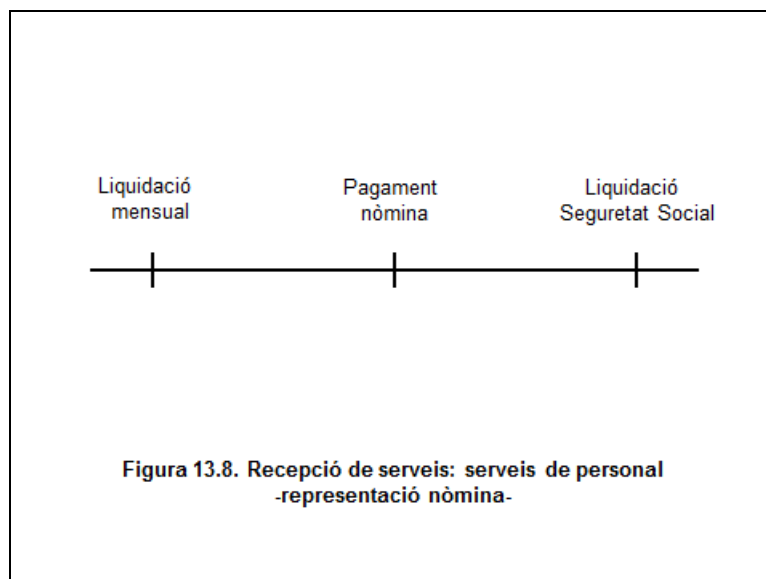 Liquidació
mensual
Pagament
nòmina
Liquidació
Seguretat Social
Figura 13.8. Recepció de serveis: serveis de personal
-representació nòmina-